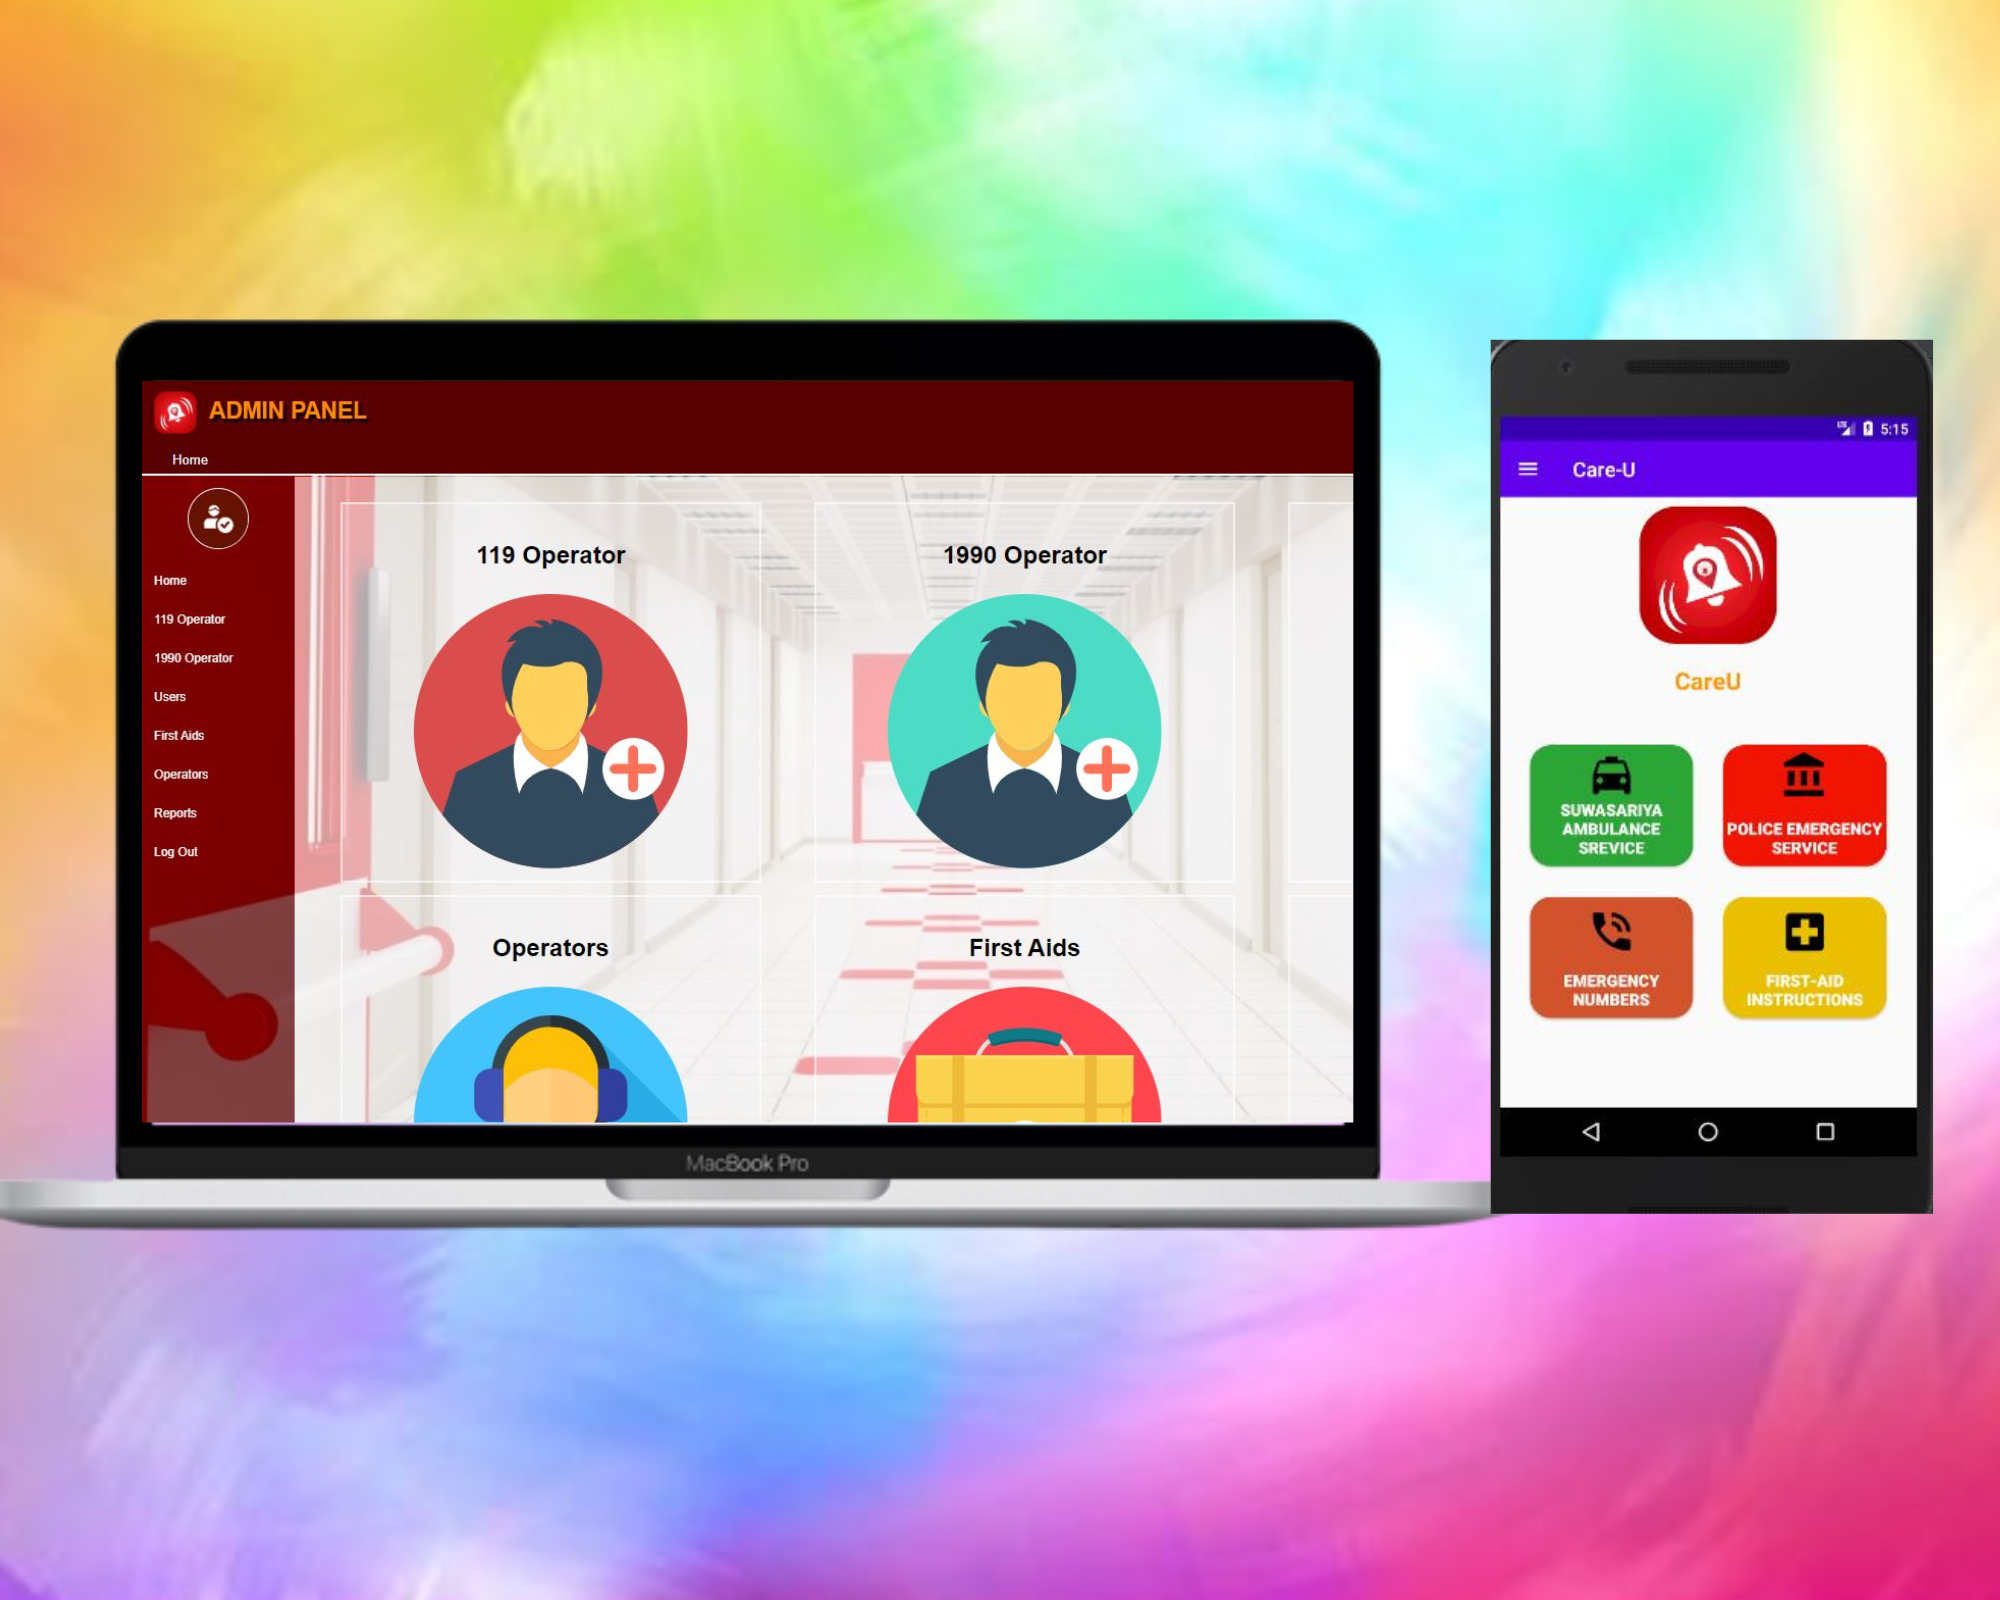 ADMIN PANEL
Home
Home
119 Operator
1990 Operator
Users
First Aids
Operators
Reports
Log Out
119 Operator
1990 Operator
Operators
First Aids
MacBook Pro
LTE
5:15
Care-U
CareU
SUWASARIYA
AMBULANCE
SREVICE
POLICE EMERGENCY
SERVICE
EMERGENCY
NUMBERS
FIRST-AID
INSTRUCTIONS